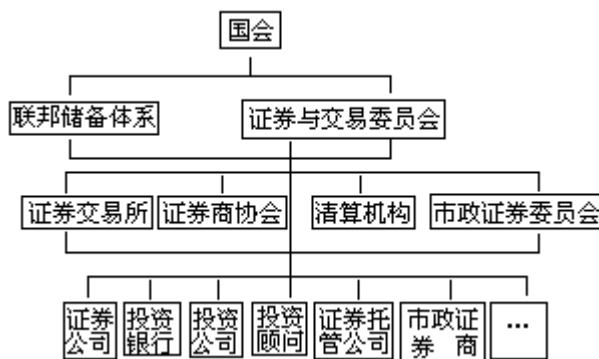 国会
联邦储备体系
证券与交易委员会
证券交易所
证券商协会
清算机构
市政证券委员会
证券
公司
投资
银行
投资
公司
投资
顾问
证券托
管公司
市政证
券 商
...